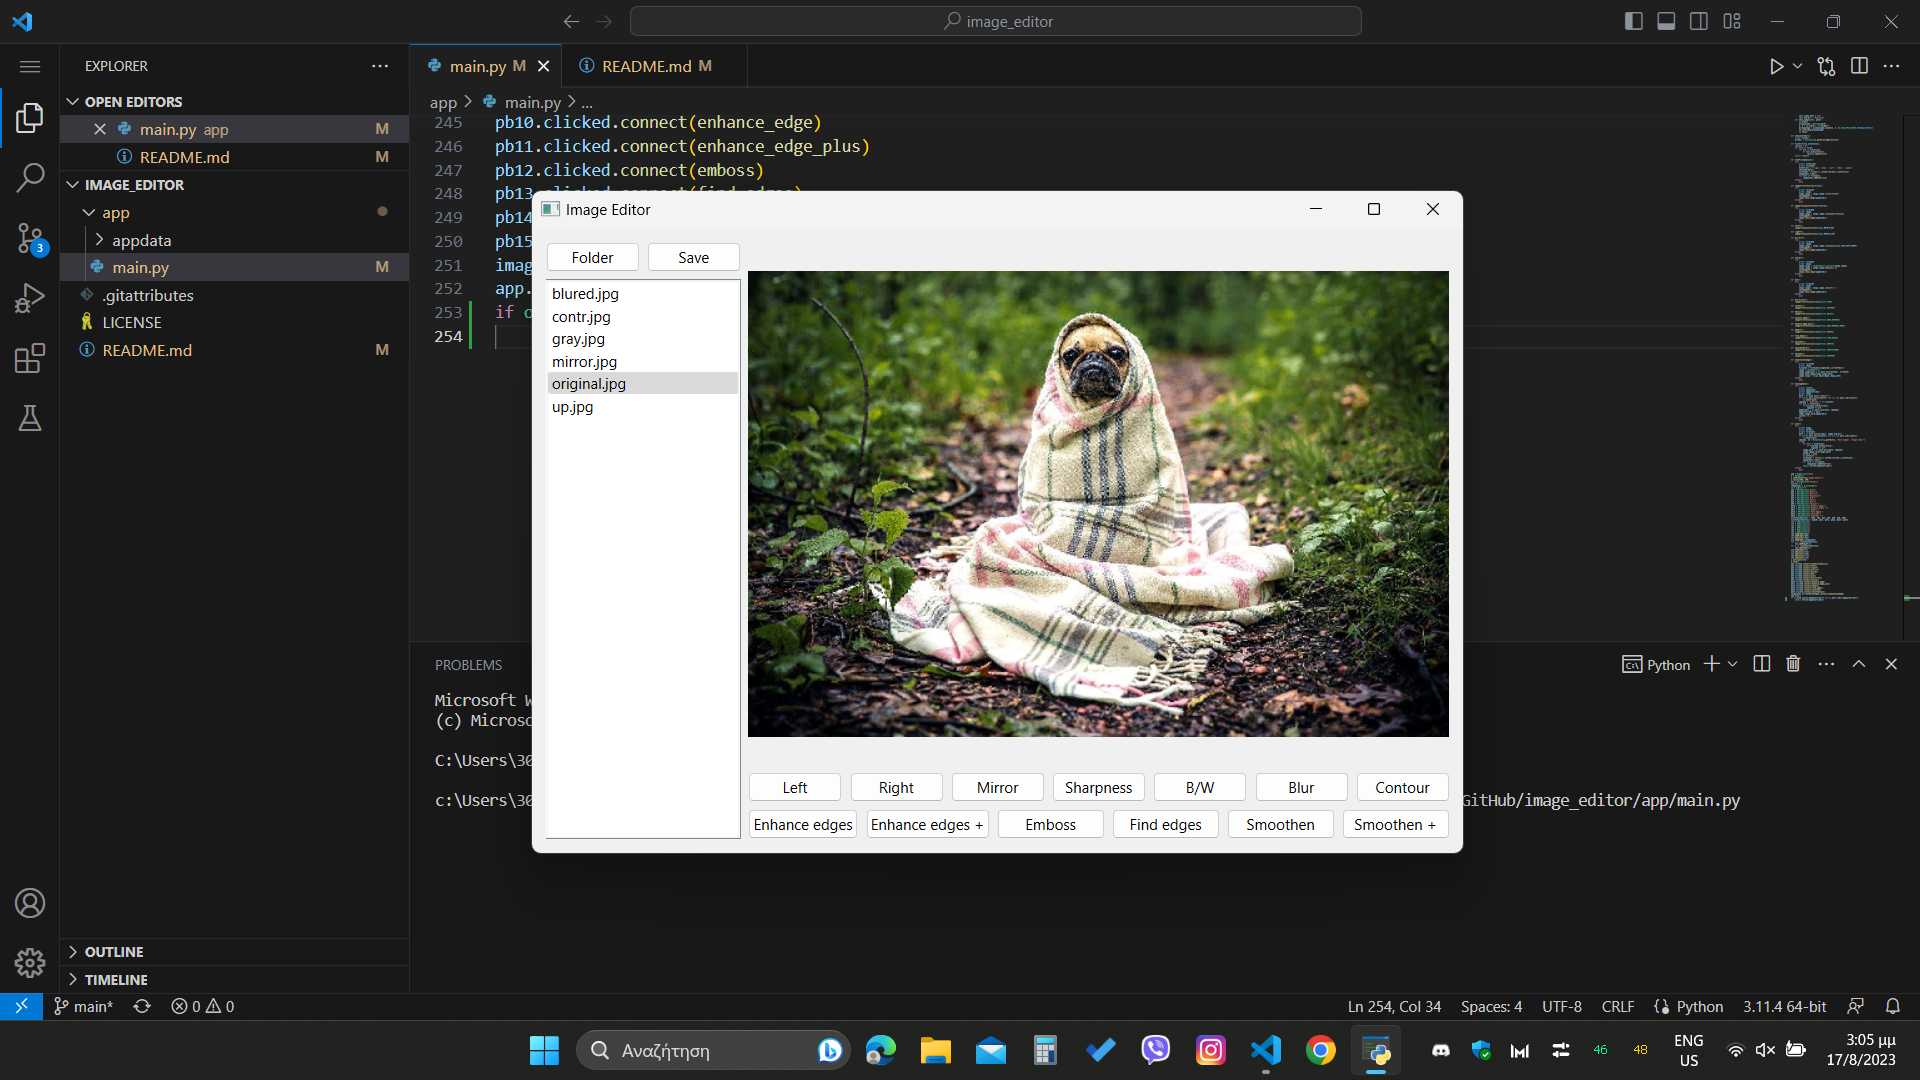 image_editor
EXPLORER
OPEN EDITORS
main.py app M
README.md M
IMAGE_EDITOR
app
appdata
main.py M
.gitattributes
LICENSE
README.md M
OUTLINE
TIMELINE
main.py M
README.md M
app > main.py > ...
245 pb10.clicked.connect(enhance_edge)
246 pb11.clicked.connect(enhance_edge_plus)
247 pb12.clicked.connect(emboss)
248 pb13
249 pb14
250 pb15
251 imag
252 app.
253 if o
254
Image Editor
Folder Save
blured.jpg
contr.jpg
gray.jpg
mirror.jpg
original.jpg
up.jpg
Left Right Mirror Sharpness B/W Blur Contour
Enhance edges Enhance edges + Emboss Find edges Smoothen Smoothen +
PROBLEMS
Python
Microsoft W
(c) Microsc
C:\Users\30
c:\Users\30
GitHub/image_editor/app/main.py
3
main* 0 0
Ln 254, Col 34 Spaces: 4 UTF-8 CRLF Python 3.11.4 64-bit
Αναζήτηση
46 48 ENG US
3:05 μμ
17/8/2023